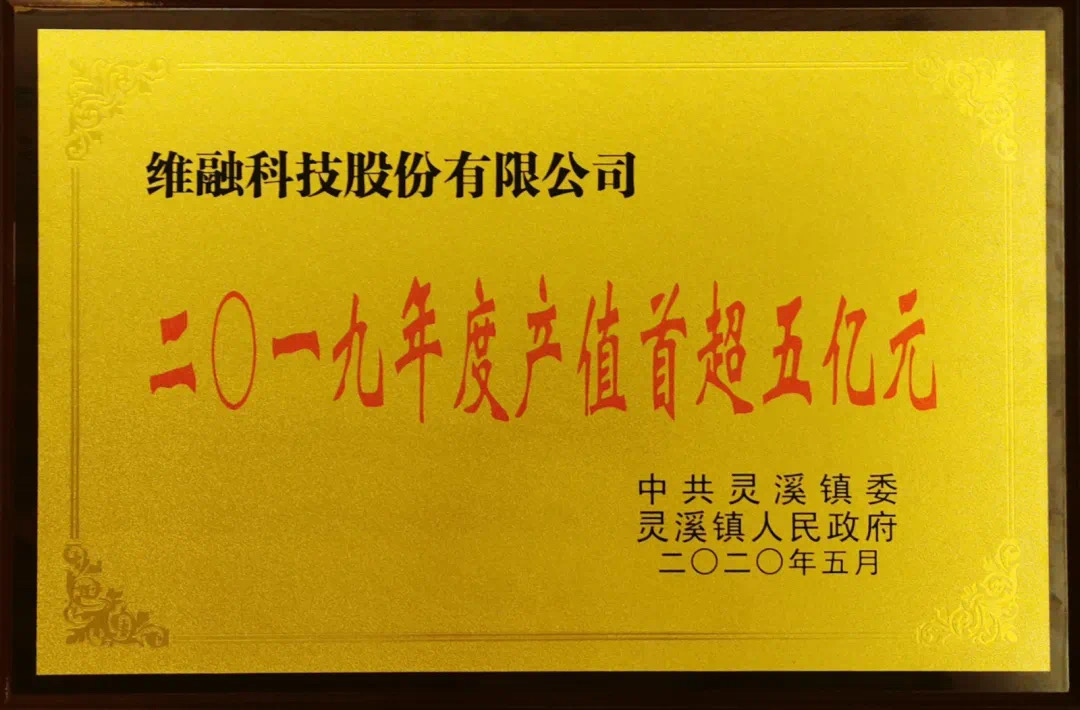 维融科技股份有限公司
二〇一九年度产值首超五亿元
中共灵溪镇委
灵溪镇人民政府
二〇二〇年五月